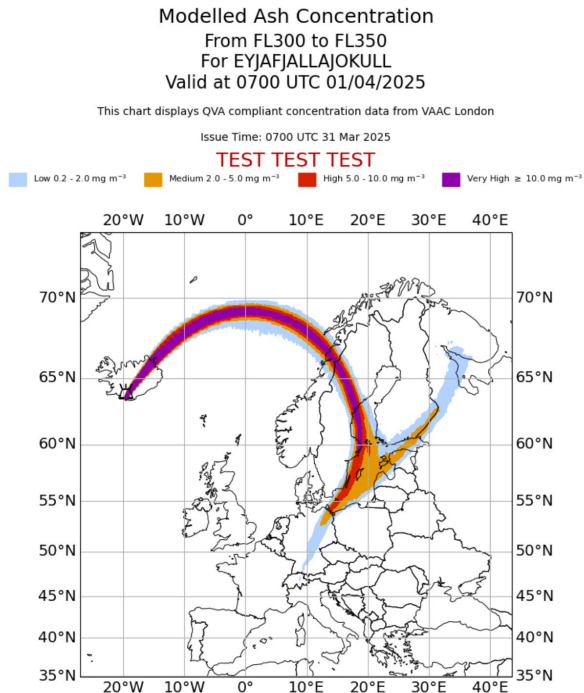 Modelled Ash Concentration
From FL300 to FL350
For EYJAFJALLAJOKULL
Valid at 0700 UTC 01/04/2025
This chart displays QVA compliant concentration data from VAAC London
Issue Time: 0700 UTC 31 Mar 2025
TEST TEST TEST
Low 0.2 - 2.0 mg m⁻³ Medium 2.0 - 5.0 mg m⁻³ High 5.0 - 10.0 mg m⁻³ Very High ≥ 10.0 mg m⁻³
20°W 10°W 0° 10°E 20°E 30°E 40°E
70°N 70°N
65°N 65°N
60°N 60°N
55°N 55°N
50°N 50°N
45°N 45°N
40°N 40°N
35°N 35°N
20°W 10°W 0° 10°E 20°E 30°E 40°E